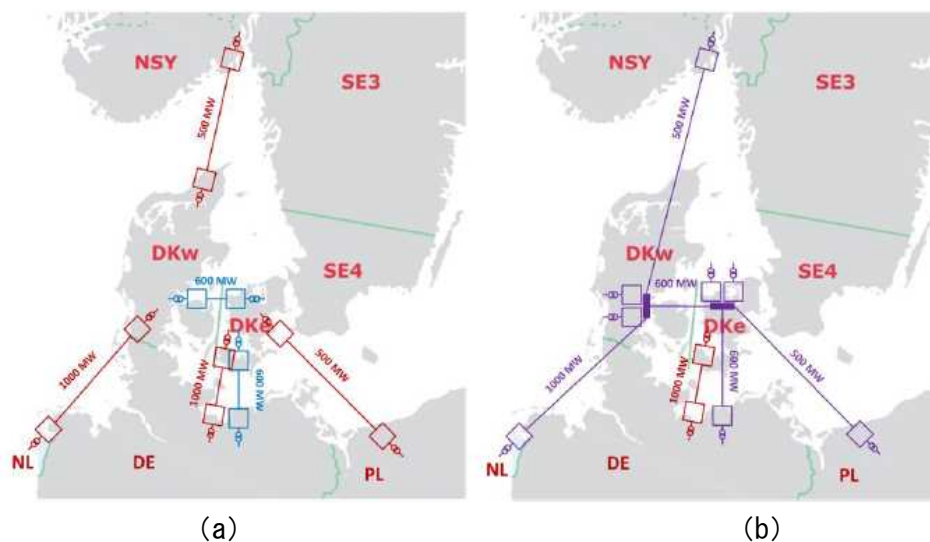 NSY
SE3
500 MW
DKw
SE4
600 MW
DKe
1000 MW
1000 MW
600 MW
500 MW
NL
DE
PL
(a)
NSY
SE3
500 MW
DKw
SE4
600 MW
DKe
1000 MW
1000 MW
600 MW
500 MW
NL
DE
PL
(b)